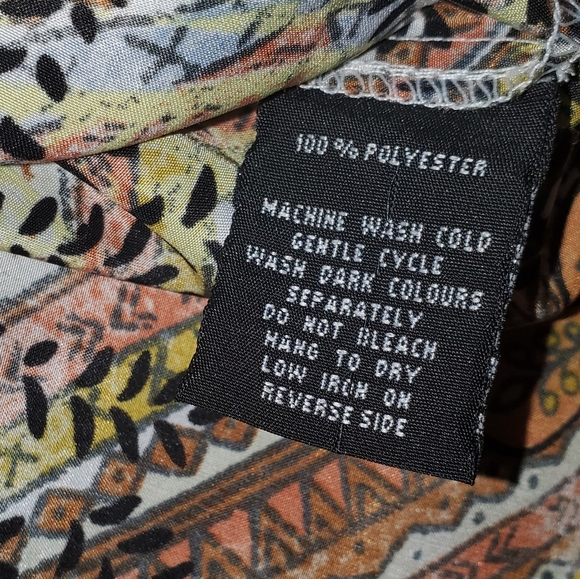 100% POLYESTER
MACHINE WASH COLD
GENTLE CYCLE
WASH DARK COLOURS
SEPARATELY
DO NOT BLEACH
HANG TO DRY
LOW IRON ON
REVERSE SIDE